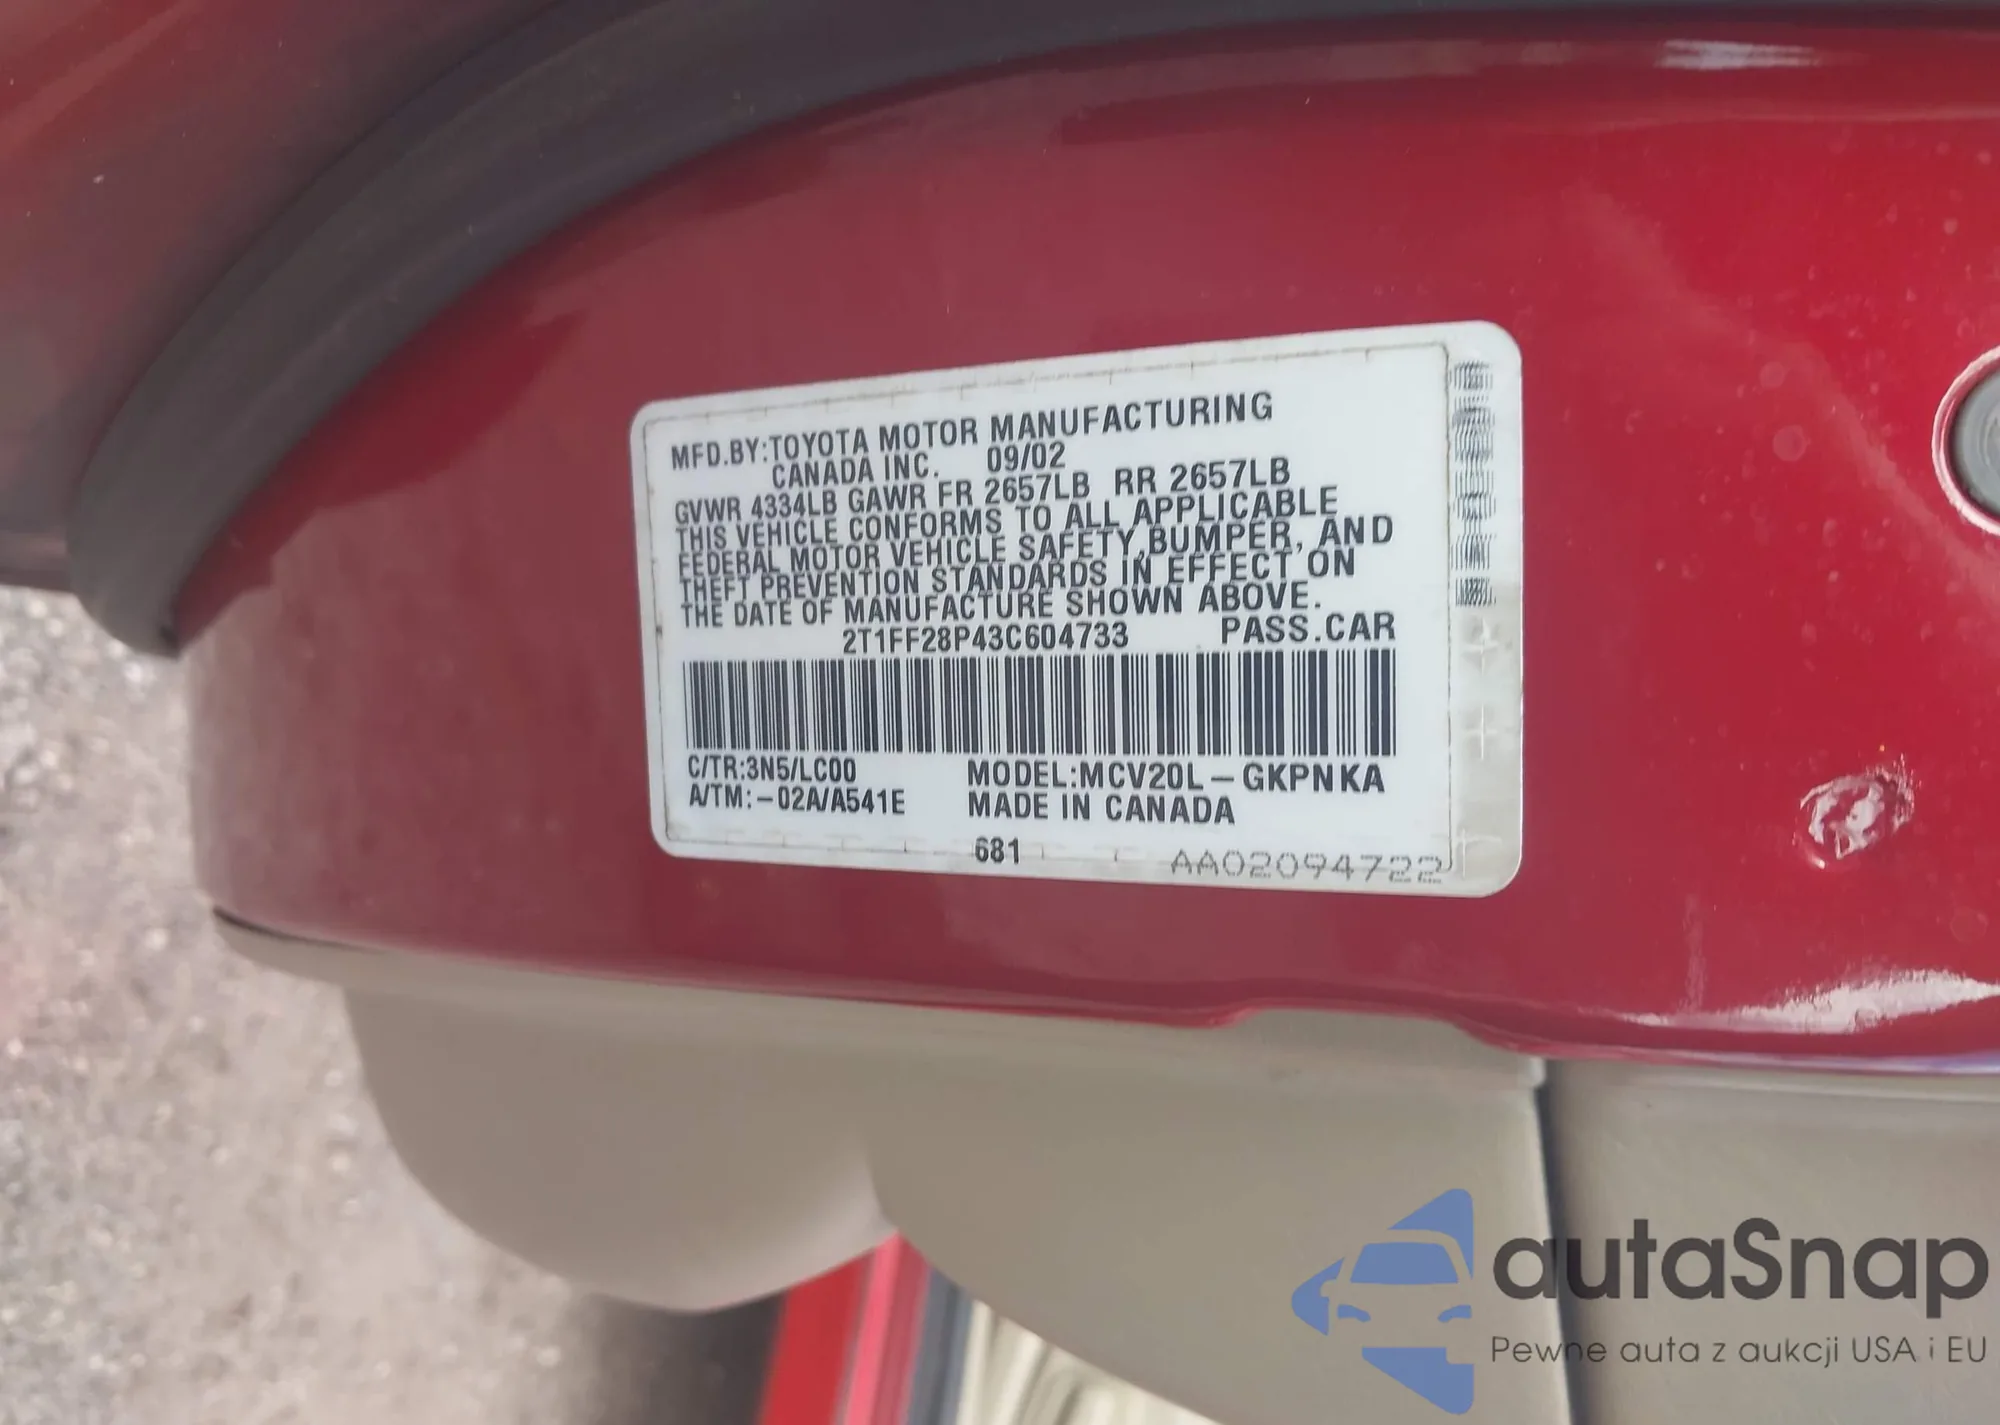 MFD.BY:TOYOTA MOTOR MANUFACTURING
CANADA INC. 09/02
GVWR 4334LB GAWR FR 2657LB RR 2657LB
THIS VEHICLE CONFORMS TO ALL APPLICABLE
FEDERAL MOTOR VEHICLE SAFETY,BUMPER, AND
THEFT PREVENTION STANDARDS IN EFFECT ON
THE DATE OF MANUFACTURE SHOWN ABOVE.
2T1FF28P43C604733 PASS.CAR
C/TR:3N5/LC00 MODEL:MCV20L-GKPNKA
A/TM:-02A/A541E MADE IN CANADA
681 AA02094722
autaSnap
Pewne auta z aukcji USA i EU